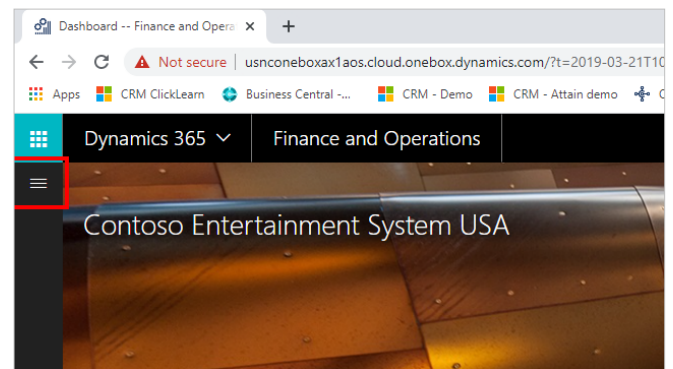 Dashboard -- Finance and Opera
Not secure | usnconeboxax1aos.cloud.onebox.dynamics.com/?t=2019-03-21T10
Apps CRM ClickLearn Business Central -... CRM - Demo CRM - Attain demo
Dynamics 365 Finance and Operations
Contoso Entertainment System USA